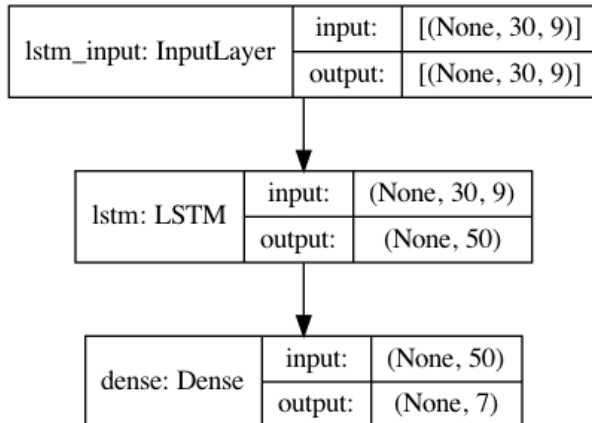 lstm_input: InputLayer
input:
[(None, 30, 9)]
output:
[(None, 30, 9)]
lstm: LSTM
input:
(None, 30, 9)
output:
(None, 50)
dense: Dense
input:
(None, 50)
output:
(None, 7)